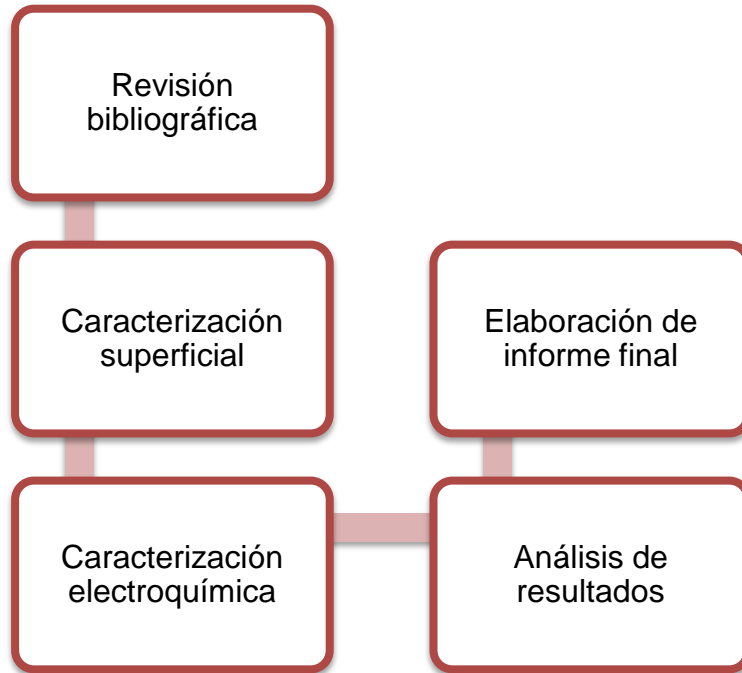 Revisión
bibliográfica
Caracterización
superficial
Caracterización
electroquímica
Análisis de
resultados
Elaboración de
informe final